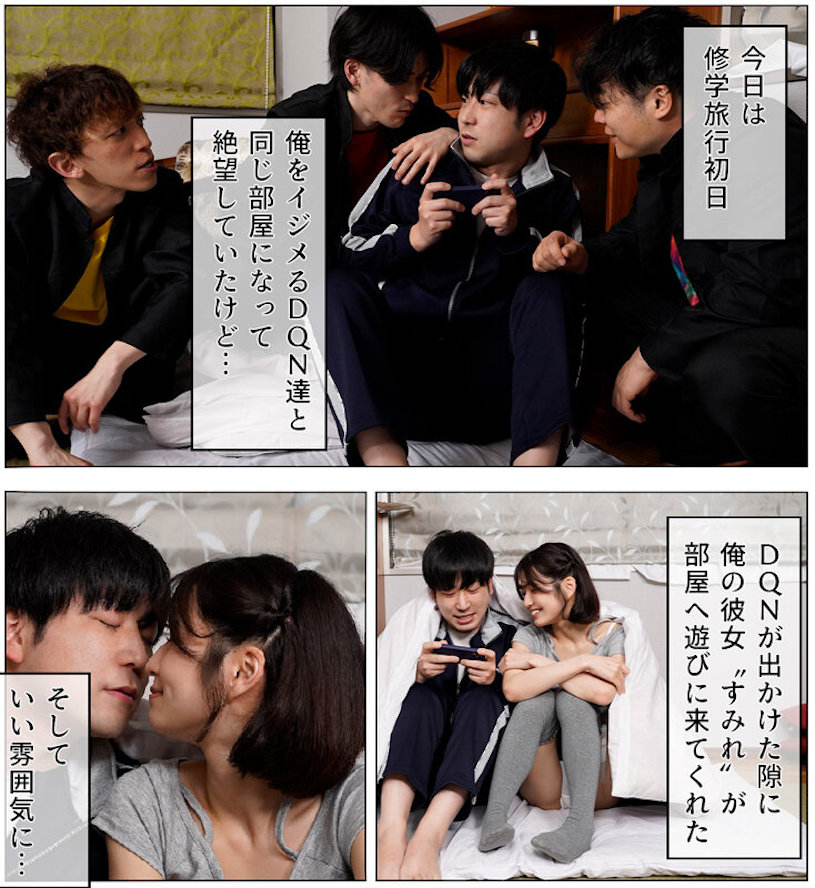 今日は
修学旅行初日
俺をイジメるDQN達と
同じ部屋になって
絶望していたけど…
DQNが出かけた隙に
俺の彼女〝すみれ〟が
部屋へ遊びに来てくれた
そして
いい雰囲気に…